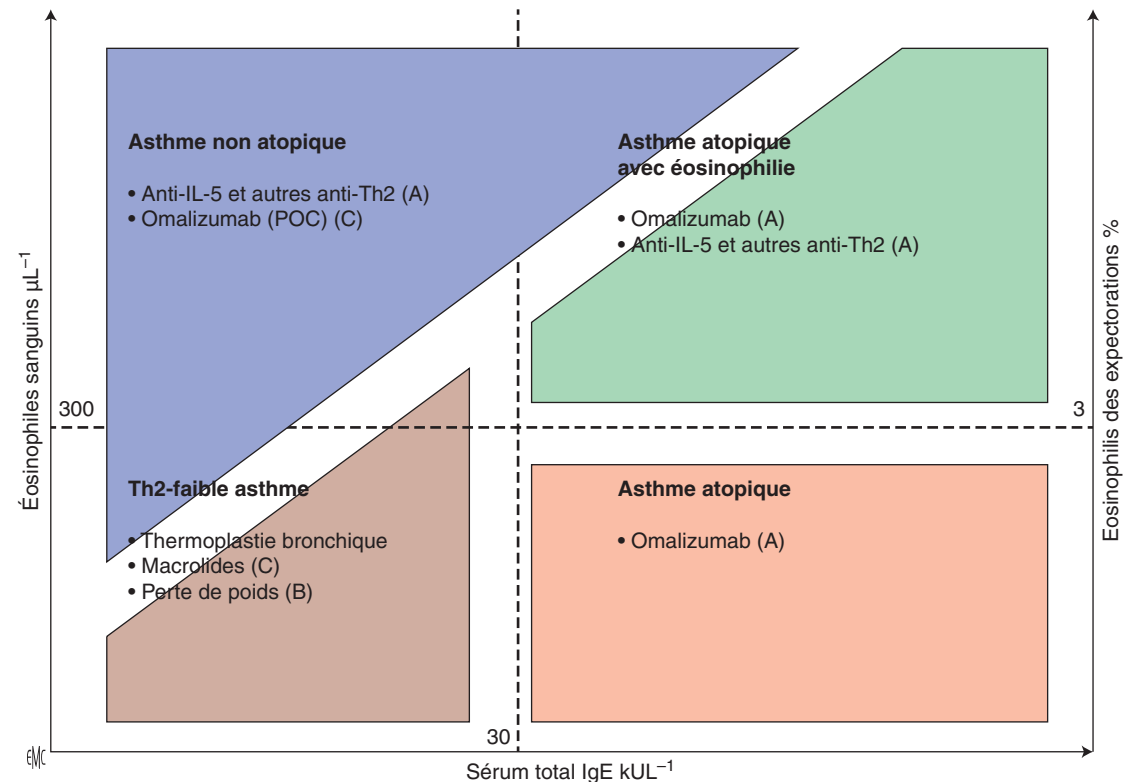 Asthme non atopique
• Anti-IL-5 et autres anti-Th2 (A)
• Omalizumab (POC) (C)
Asthme atopique
avec éosinophilie
• Omalizumab (A)
• Anti-IL-5 et autres anti-Th2 (A)
Éosinophiles sanguins µL⁻¹
300
3
Eosinophilis des expectorations %
Th2-faible asthme
• Thermoplastie bronchique
• Macrolides (C)
• Perte de poids (B)
Asthme atopique
• Omalizumab (A)
30
Sérum total IgE kUL⁻¹
EMC